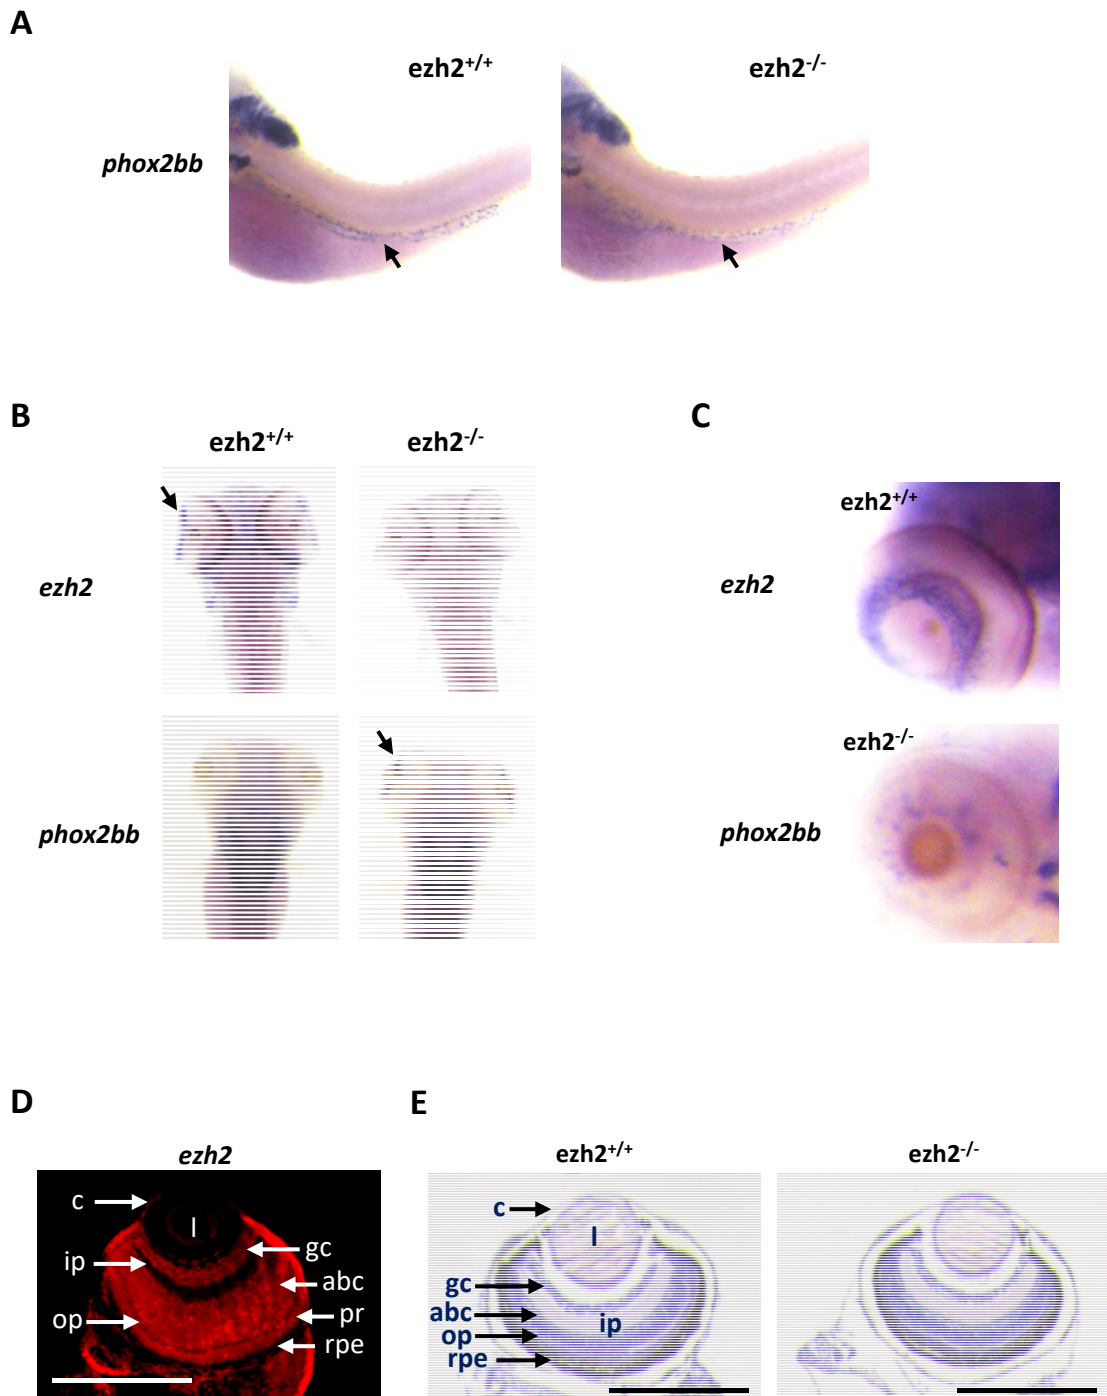 A
ezh2+/+
ezh2-/-
phox2bb
B
C
ezh2+/+
ezh2-/-
ezh2+/+
ezh2
ezh2
ezh2-/-
phox2bb
phox2bb
D
E
ezh2
ezh2+/+
ezh2-/-
c
l
gc
ip
abc
op
pr
rpe
c
l
gc
abc
ip
op
rpe